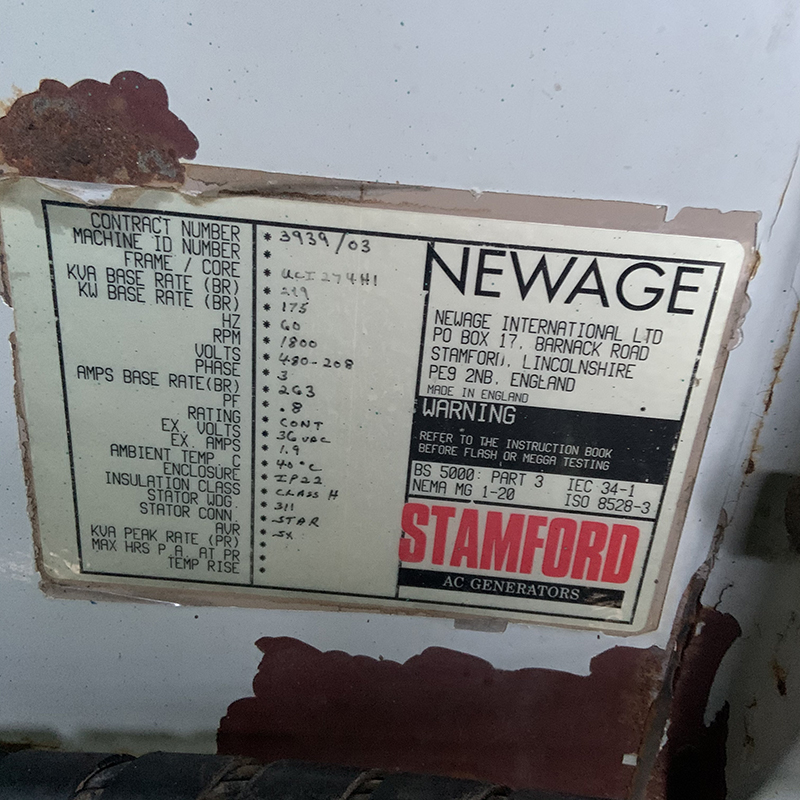 CONTRACT NUMBER * 3939/03
MACHINE ID NUMBER *
FRAME / CORE * UCI274H1
KVA BASE RATE (BR) * 219
KW BASE RATE (BR) * 175
HZ * 60
RPM * 1800
VOLTS * 480-208
PHASE * 3
AMPS BASE RATE(BR) * 263
PF * .8
RATING * CONT
EX. VOLTS * 36 VAC
EX. AMPS * 1.9
AMBIENT TEMP C * 40°C
ENCLOSURE * IP22
INSULATION CLASS * CLASS H
STATOR WDG. * 311
STATOR CONN. * STAR
AVR * SX
KVA PEAK RATE (PR) *
MAX HRS P.A. AT PR *
TEMP RISE *
NEWAGE
NEWAGE INTERNATIONAL LTD
PO BOX 17. BARNACK ROAD
STAMFORD, LINCOLNSHIRE
PE9 2NB. ENGLAND
MADE IN ENGLAND
WARNING
REFER TO THE INSTRUCTION BOOK
BEFORE FLASH OR MEGGA TESTING
BS 5000: PART 3 IEC 34-1
NEMA MG 1-20 ISO 8528-3
STAMFORD
AC GENERATORS